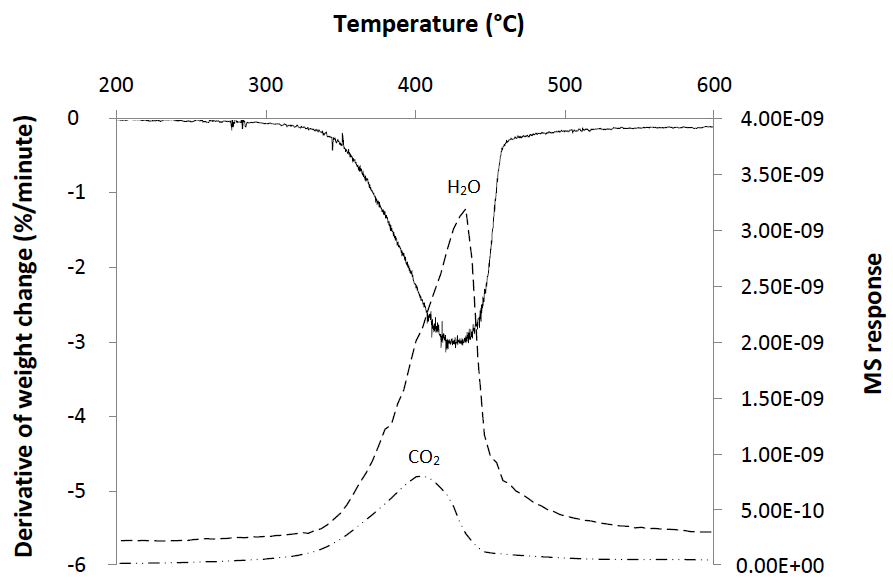 Temperature (°C)
200 300 400 500 600
0 4.00E-09
3.50E-09
-1 H₂O
3.00E-09
-2 2.50E-09
-3 2.00E-09
1.50E-09
-4
CO₂ 1.00E-09
-5 5.00E-10
-6 0.00E+00
Derivative of weight change (%/minute)
MS response